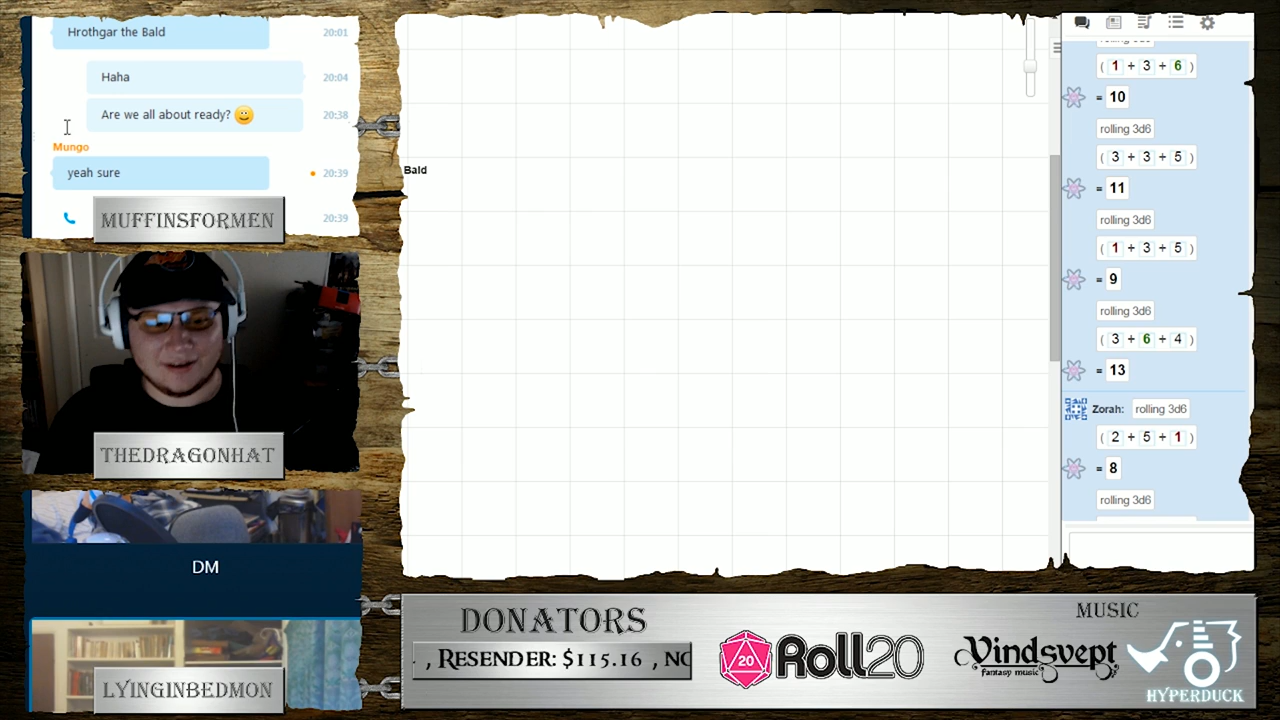 Hrothgar the Bald
20:01
Haha
20:04
Are we all about ready?
20:38
Mungo
yeah sure
20:39
20:39
MUFFINSFORMEN
THEDRAGONHAT
DM
LYINGINBEDMON
Bald
rolling 3d6
( 1 + 3 + 6 )
= 10
rolling 3d6
( 3 + 3 + 5 )
= 11
rolling 3d6
( 1 + 3 + 5 )
= 9
rolling 3d6
( 3 + 6 + 4 )
= 13
Zorah: rolling 3d6
( 2 + 5 + 1 )
= 8
rolling 3d6
DONATORS
, RESENDER: $115.16 , NO
20
Roll20
MUSIC
Vindsvept
fantasy music
HYPERDUCK